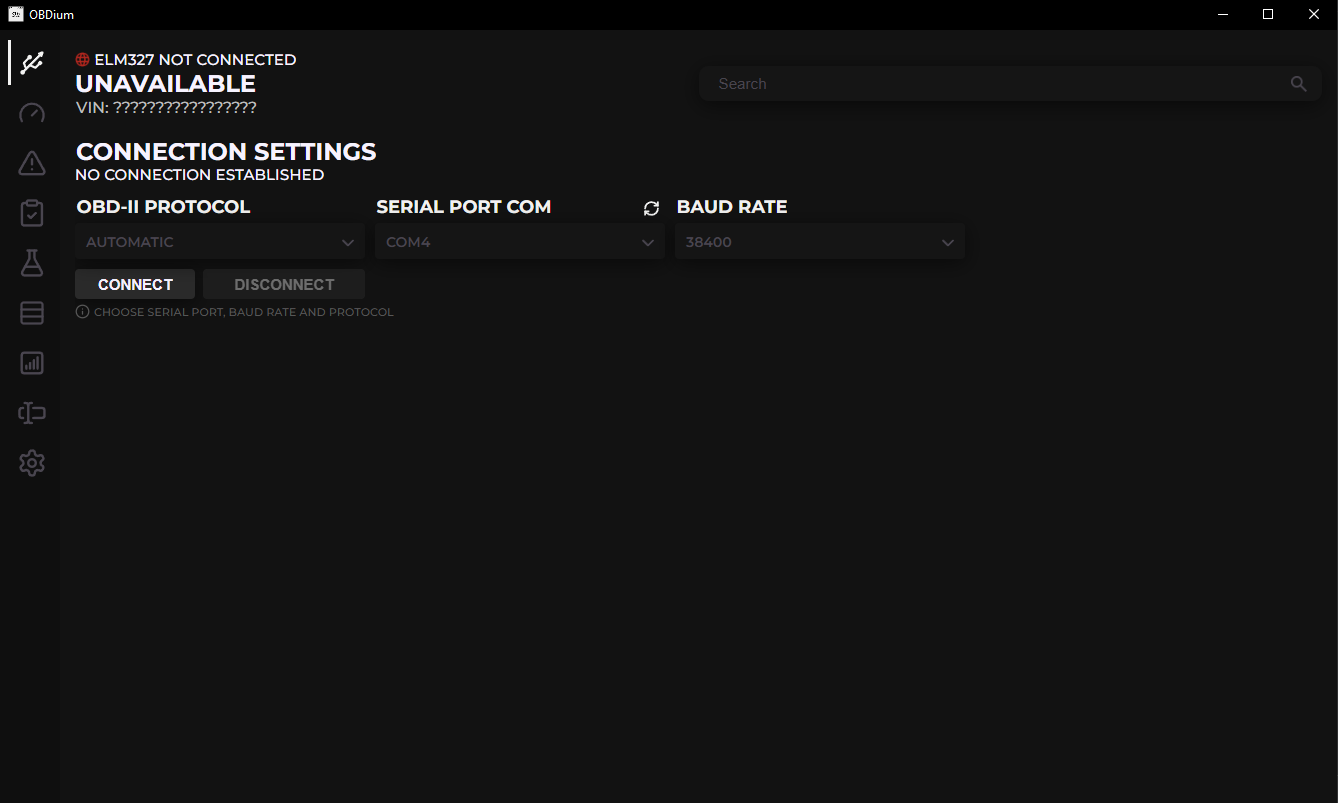 OBDium
ELM327 NOT CONNECTED
UNAVAILABLE
VIN: ?????????????????
Search
CONNECTION SETTINGS
NO CONNECTION ESTABLISHED
OBD-II PROTOCOL
SERIAL PORT COM
BAUD RATE
AUTOMATIC
COM4
38400
CONNECT
DISCONNECT
CHOOSE SERIAL PORT, BAUD RATE AND PROTOCOL